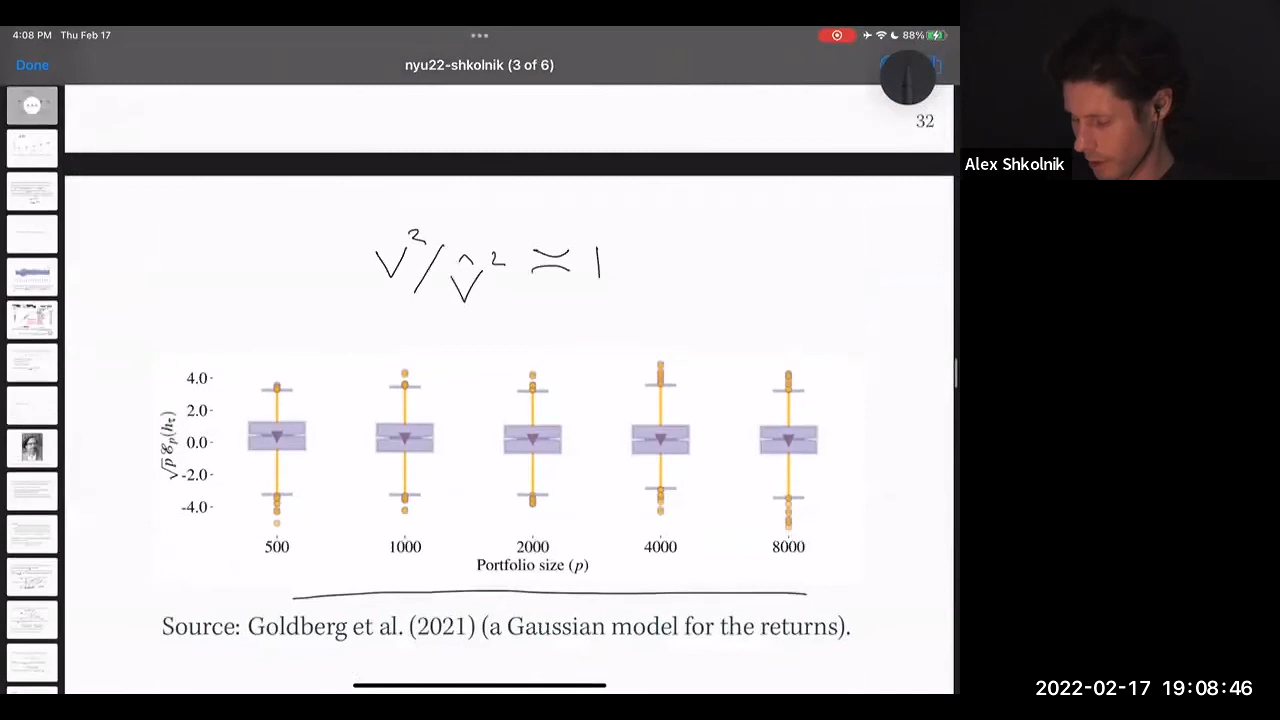 4:08 PM Thu Feb 17
88%
Done
nyu22-shkolnik (3 of 6)
32
Alex Shkolnik
V²/V̂² ≍ 1
4.0
2.0
0.0
-2.0
-4.0
√p ℰₚ(hₜ)
500 1000 2000 4000 8000
Portfolio size (p)
Source: Goldberg et al. (2021) (a Gaussian model for the returns).
2022-02-17 19:08:46